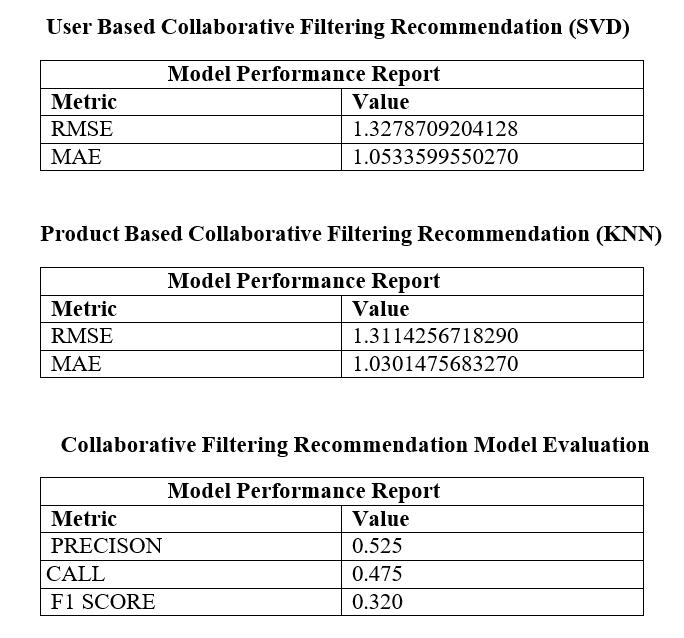 User Based Collaborative Filtering Recommendation (SVD)
Model Performance Report
Metric Value
RMSE 1.3278709204128
MAE 1.0533599550270
Product Based Collaborative Filtering Recommendation (KNN)
Model Performance Report
Metric Value
RMSE 1.3114256718290
MAE 1.0301475683270
Collaborative Filtering Recommendation Model Evaluation
Model Performance Report
Metric Value
PRECISON 0.525
CALL 0.475
F1 SCORE 0.320